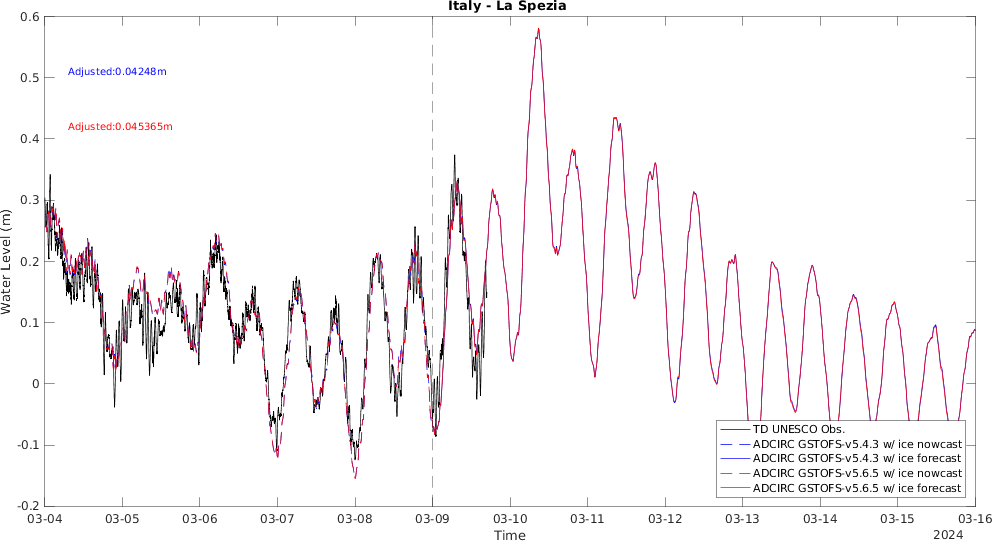 Italy - La Spezia
0.6
0.5
0.4
0.3
0.2
0.1
0
-0.1
-0.2
Water Level (m)
Adjusted:0.04248m
Adjusted:0.045365m
TD UNESCO Obs.
ADCIRC GSTOFS-v5.4.3 w/ ice nowcast
ADCIRC GSTOFS-v5.4.3 w/ ice forecast
ADCIRC GSTOFS-v5.6.5 w/ ice nowcast
ADCIRC GSTOFS-v5.6.5 w/ ice forecast
03-04 03-05 03-06 03-07 03-08 03-09 03-10 03-11 03-12 03-13 03-14 03-15 03-16
Time
2024